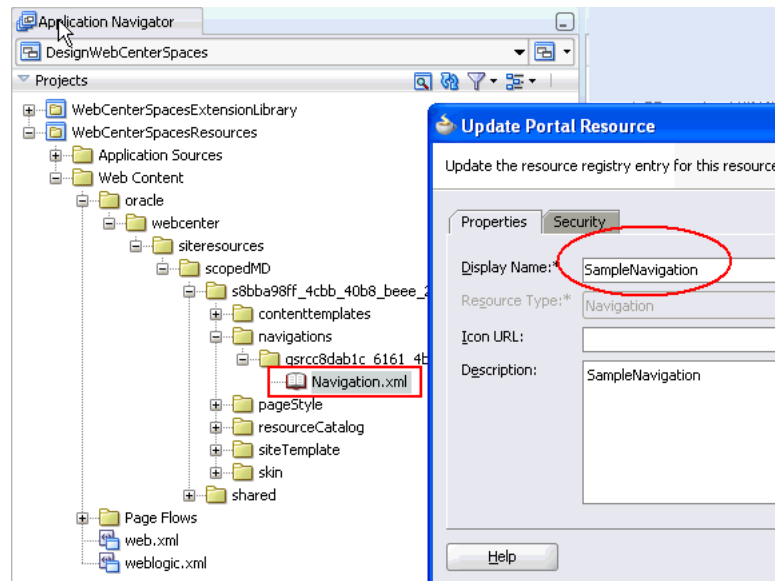 Application Navigator
DesignWebCenterSpaces
Projects
WebCenterSpacesExtensionLibrary
WebCenterSpacesResources
Application Sources
Web Content
oracle
webcenter
siteresources
scopedMD
s8bba98ff_4cbb_40b8_beee_2
contenttemplates
navigations
gsrcc8dab1c_6161_4b
Navigation.xml
pageStyle
resourceCatalog
siteTemplate
skin
shared
Page Flows
web.xml
weblogic.xml
Update Portal Resource
Update the resource registry entry for this resource
Properties Security
Display Name:* SampleNavigation
Resource Type:* Navigation
Icon URL:
Description: SampleNavigation
Help